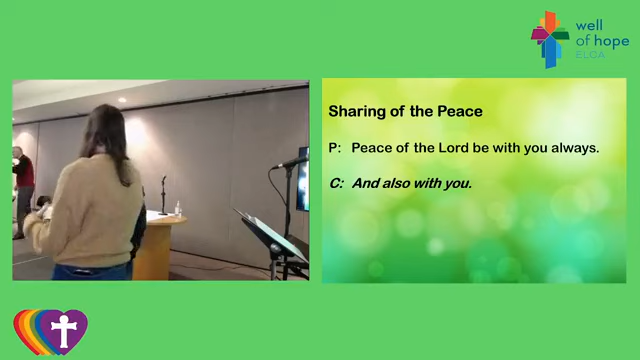 well
of hope
ELCA
Sharing of the Peace
P: Peace of the Lord be with you always.
C: And also with you.